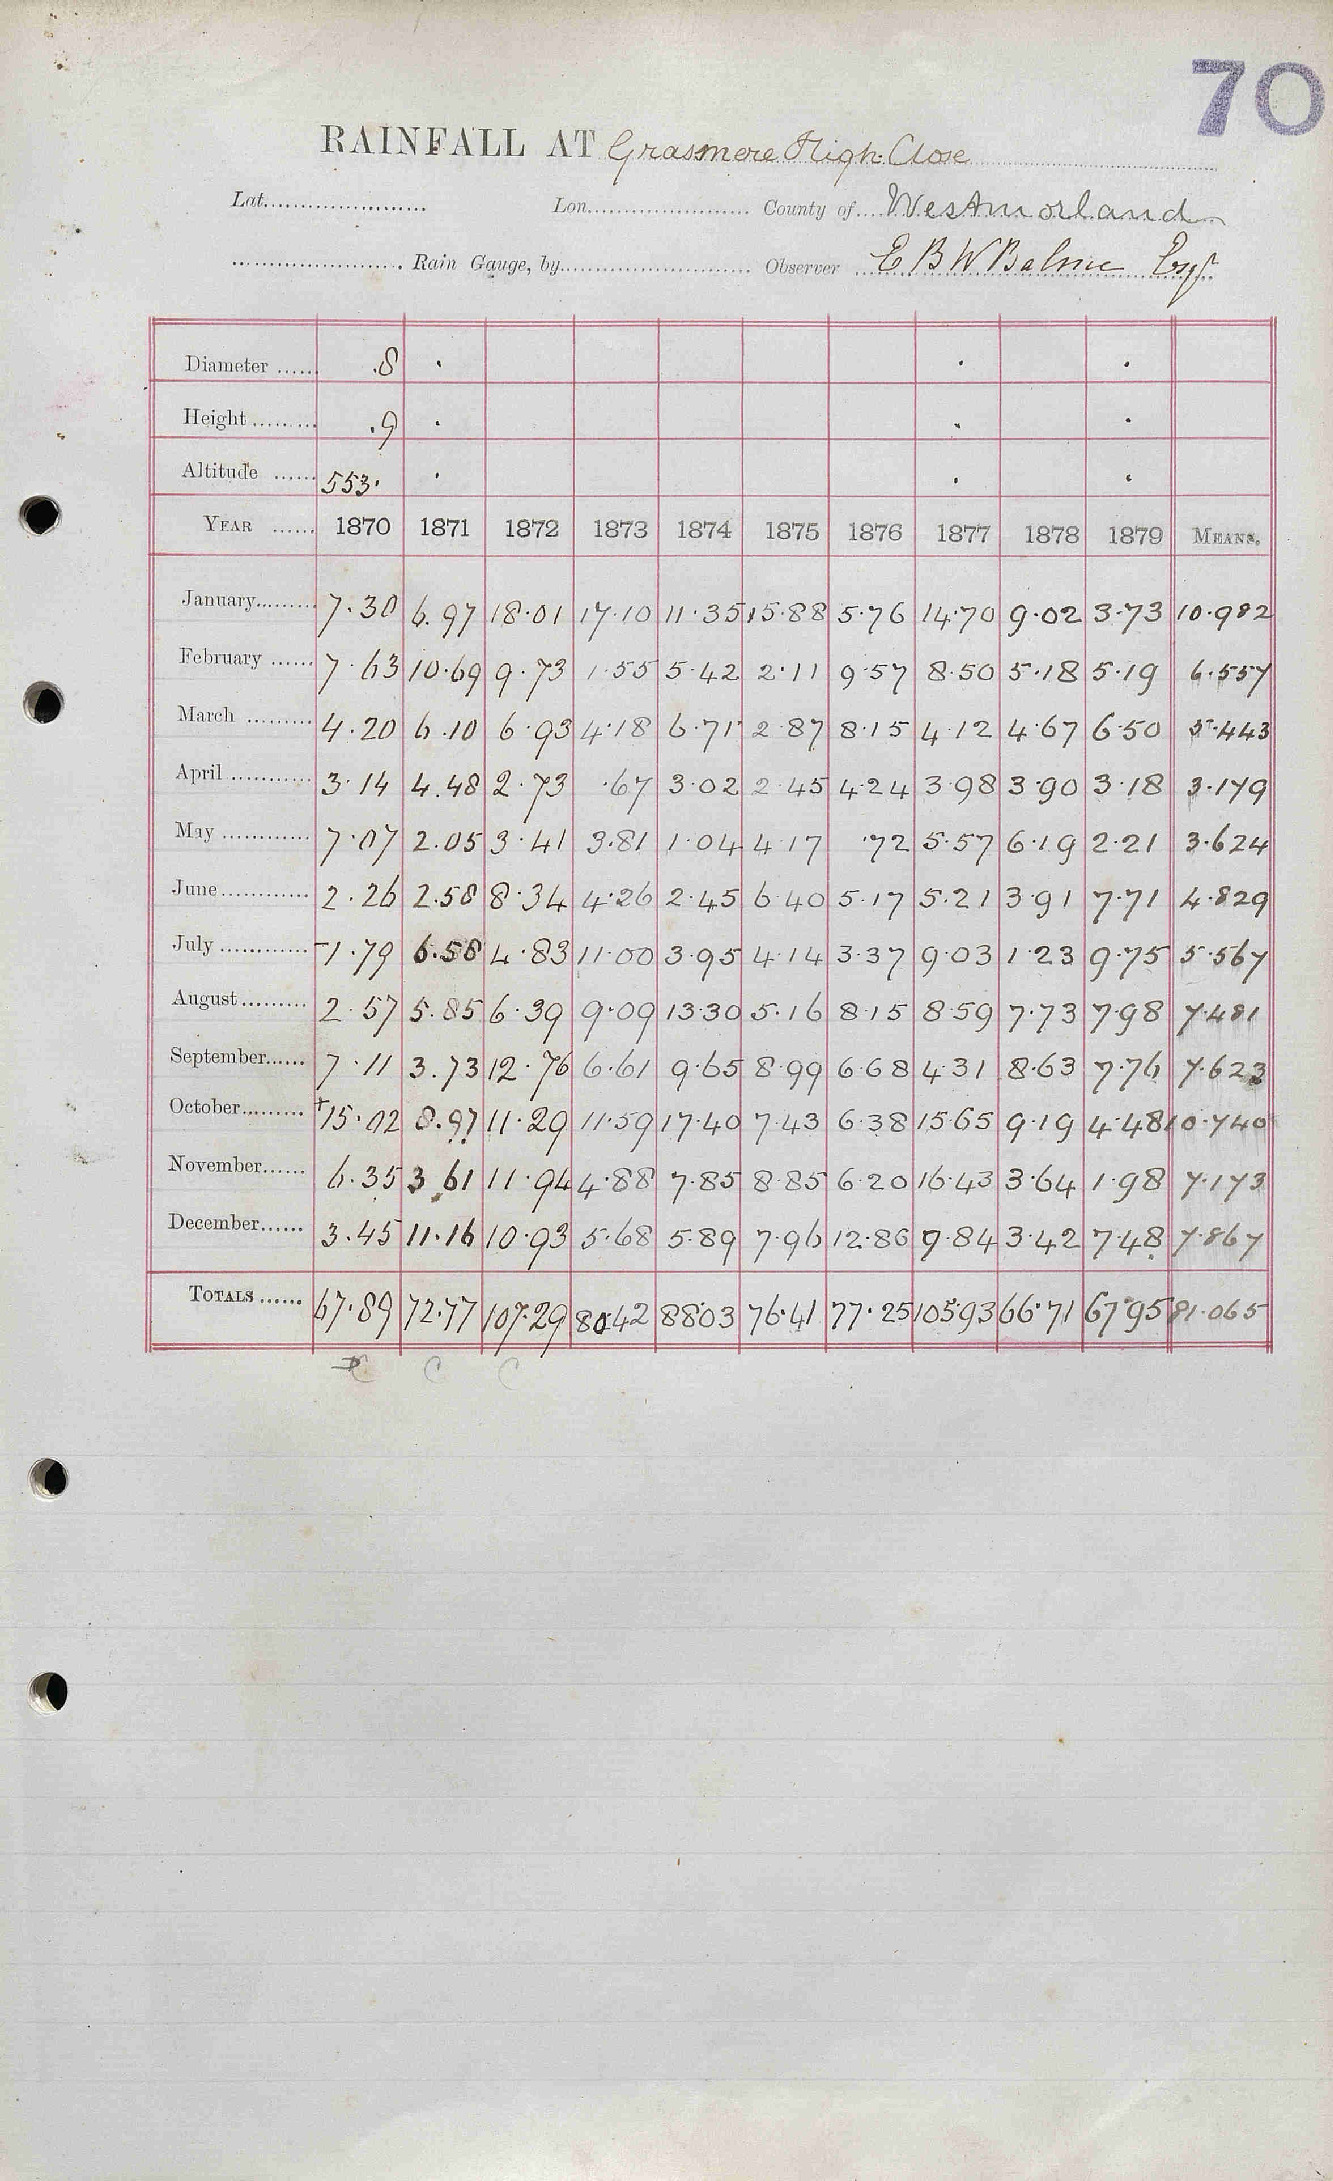 70
RAINFALL AT Grasmere High Close
Lat. Lon. County of Westmorland
Rain Gauge, by Observer E B W Balme Esqr
Diameter 8
Height 9
Altitude 553
YEAR 1870 1871 1872 1873 1874 1875 1876 1877 1878 1879 MEANS.
January 7.30 6.97 18.01 17.10 11.35 15.88 5.76 14.70 9.02 3.73 10.982
February 7.63 10.69 9.73 1.55 5.42 2.11 9.57 8.50 5.18 5.19 6.557
March 4.20 6.10 6.93 4.18 6.71 2.87 8.15 4.12 4.67 6.50 5.443
April 3.14 4.48 2.73 .67 3.02 2.45 4.24 3.98 3.90 3.18 3.179
May 7.07 2.05 3.41 3.81 1.04 4.17 .72 5.57 6.19 2.21 3.624
June 2.26 2.58 8.34 4.26 2.45 6.40 5.17 5.21 3.91 7.71 4.829
July -1.79 6.58 4.83 11.00 3.95 4.14 3.37 9.03 1.23 9.75 5.567
August 2.57 5.85 6.39 9.09 13.30 5.16 8.15 8.59 7.73 7.98 7.481
September 7.11 3.73 12.76 6.61 9.65 8.99 6.68 4.31 8.63 7.76 7.623
October +15.02 8.97 11.29 11.59 17.40 7.43 6.38 15.65 9.19 4.48 10.740
November 6.35 3.61 11.94 4.88 7.85 8.85 6.20 16.43 3.64 1.98 7.173
December 3.45 11.16 10.93 5.68 5.89 7.96 12.86 9.84 3.42 7.48 7.867
TOTALS 67.89 72.77 107.29 80.42 88.03 76.41 77.25 105.93 66.71 67.95 81.065
C C C